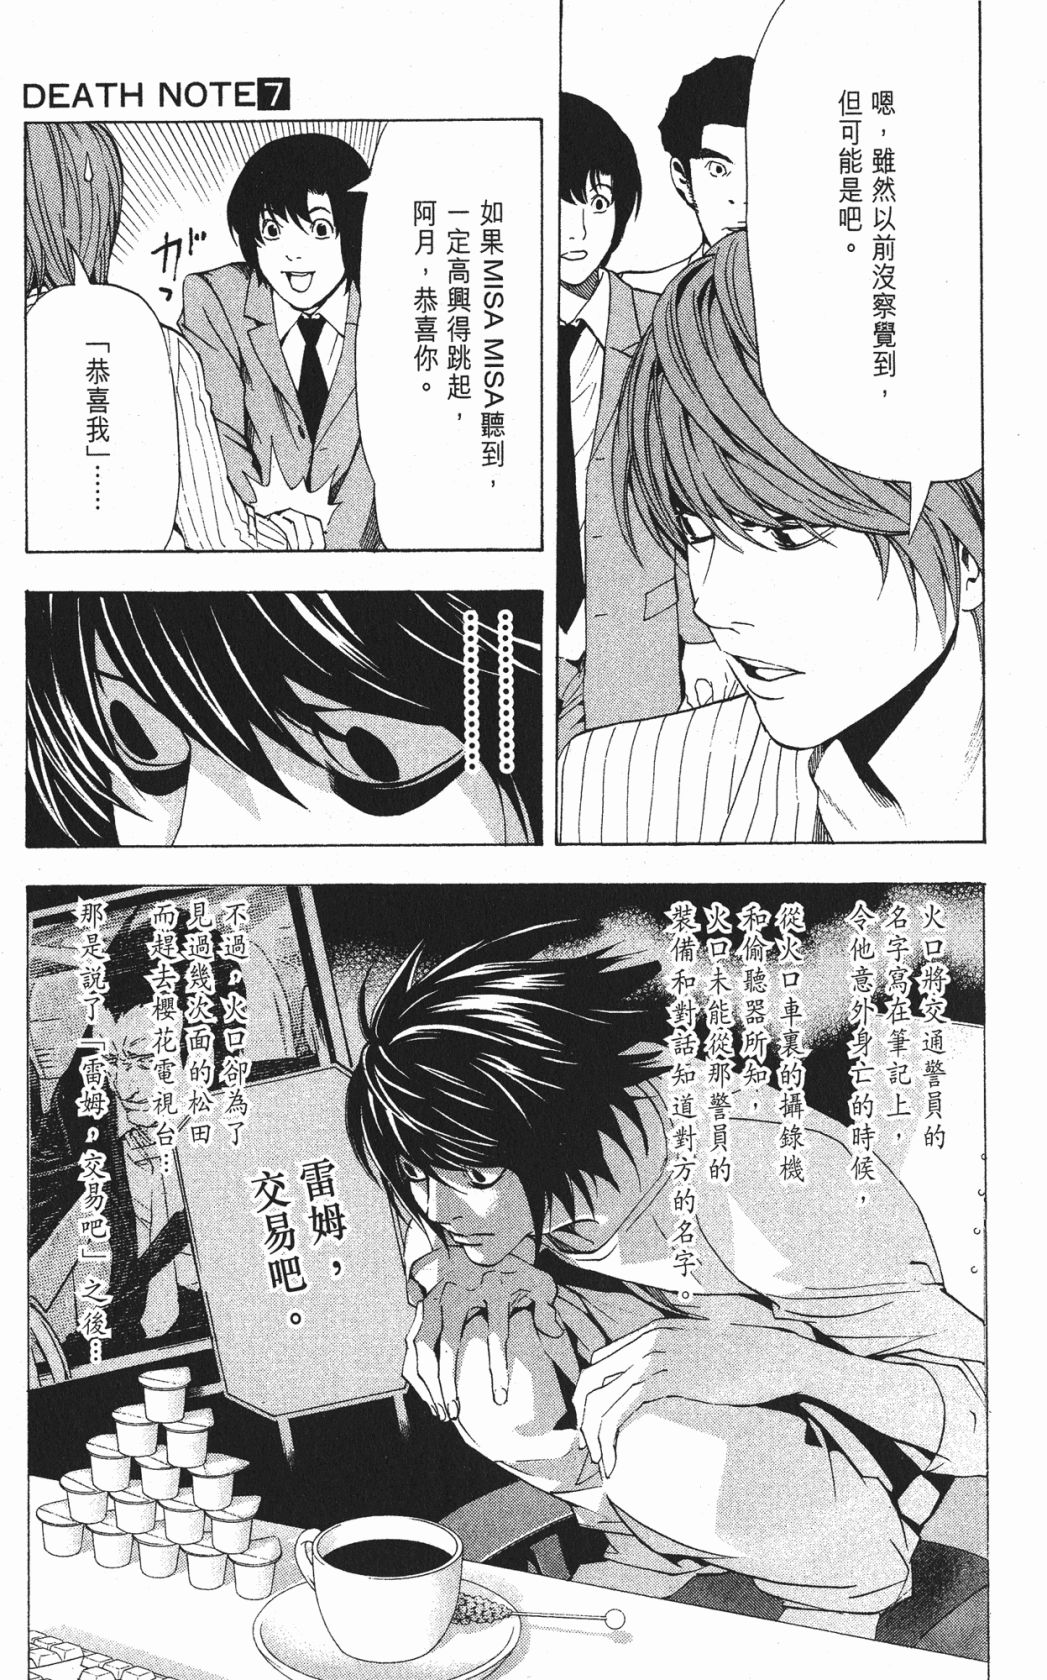 DEATH NOTE 7
嗯，雖然以前沒察覺到，
但可能是吧。
如果MISA MISA聽到，
一定高興得跳起，
阿月，恭喜你。
ガッ
「恭喜我」……
………………
火口將交通警員的
名字寫在筆記上，
令他意外身亡的時候，
從火口車裏的攝錄機
和偷聽器所知，
火口未能從那警員的
裝備和對話知道對方的名字。
雷姆，
交易吧。
不過，火口卻為了
見過幾次面的松田
而趕去櫻花電視台…
那是說了「雷姆，交易吧」之後…